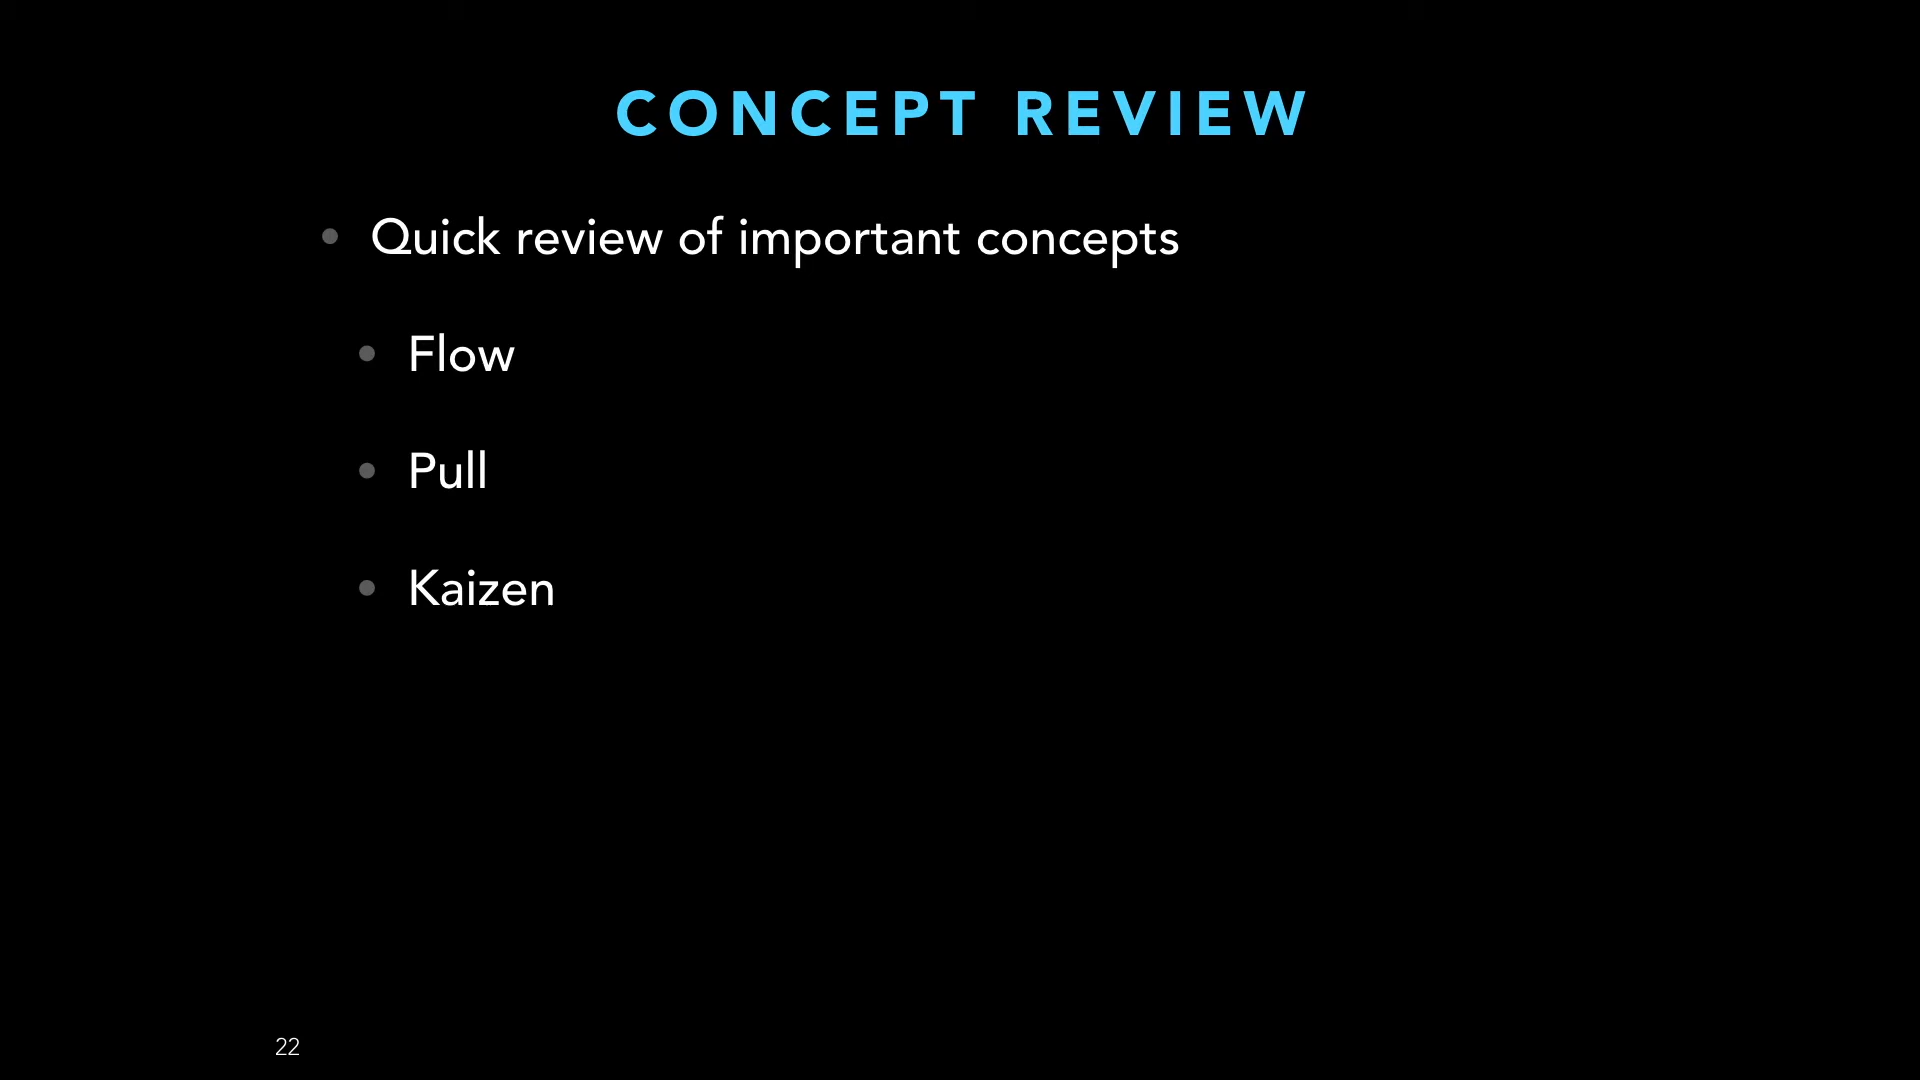 CONCEPT REVIEW
• Quick review of important concepts
• Flow
• Pull
• Kaizen
22